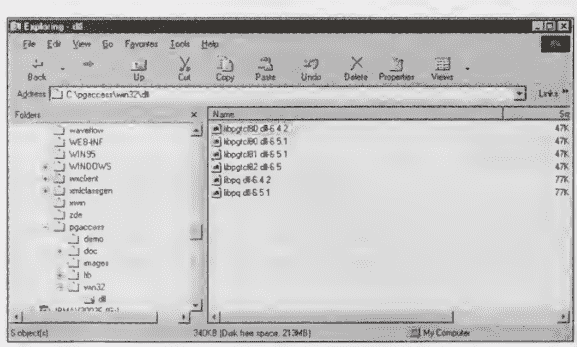 Exploring - dll
File Edit View Go Favorites Tools Help
Back Up Cut Copy Paste Undo Delete Properties Views
Address C:\pgaccess\win32\dll Links »
Folders x
waveflow
WEB-INF
WIN95
WINDOWS
wxclient
xmlclassgen
xwin
zde
pgaccess
demo
doc
images
lib
win32
dll
Name Siz
libpgtcl80.dll-6.4.2 47K
libpgtcl80.dll-6.5.1 47K
libpgtcl81.dll-6.5.1 47K
libpgtcl82.dll-6.5 47K
libpq.dll-6.4.2 77K
libpq.dll-6.5.1 77K
340KB (Disk free space: 213MB) My Computer